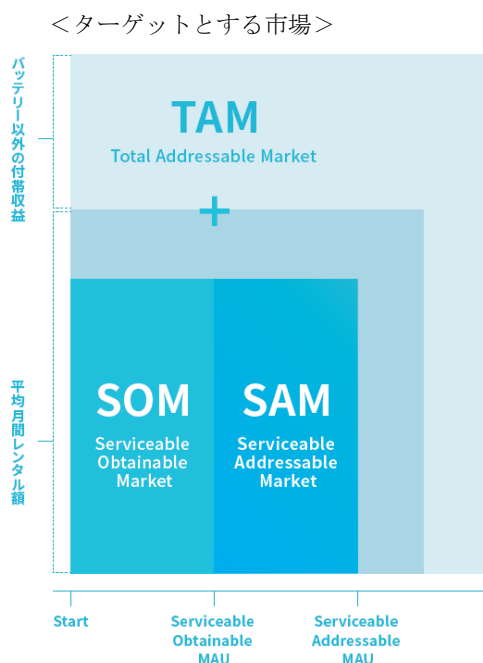 ＜ターゲットとする市場＞
バッテリー以外の付帯収益
TAM
Total Addressable Market
+
平均月間レンタル額
SOM
Serviceable
Obtainable
Market
SAM
Serviceable
Addressable
Market
Start
Serviceable
Obtainable
MAU
Serviceable
Addressable
MAU